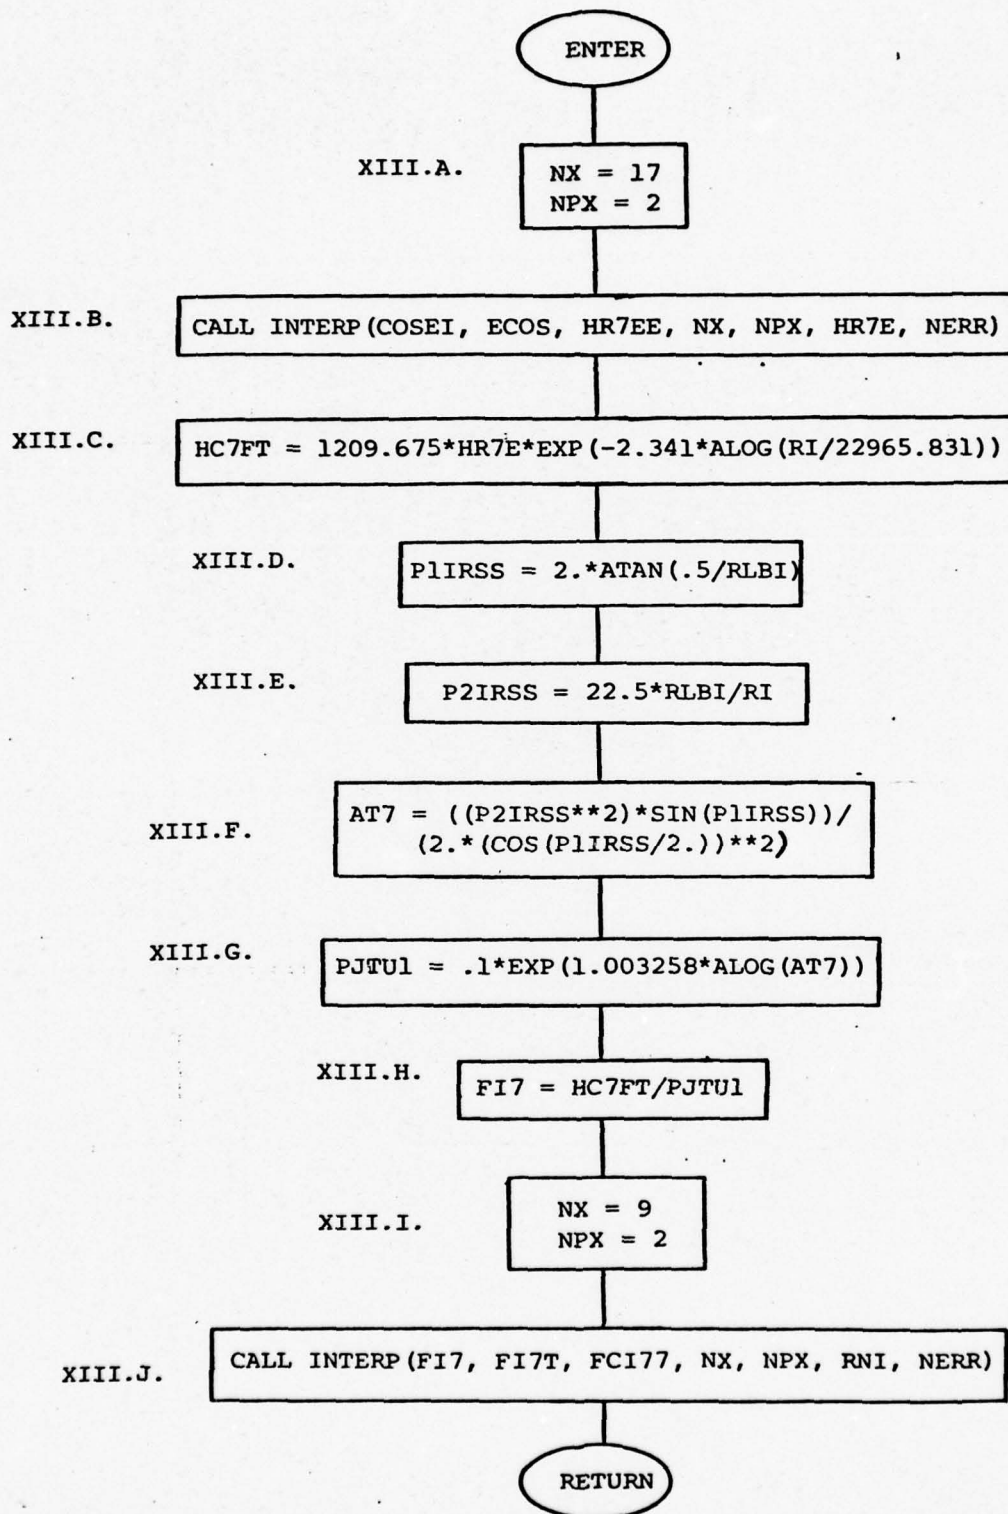 ENTER
XIII.A.
NX = 17
NPX = 2
XIII.B.
CALL INTERP(COSEI, ECOS, HR7EE, NX, NPX, HR7E, NERR)
XIII.C.
HC7FT = 1209.675*HR7E*EXP(-2.341*ALOG(RI/22965.831))
XIII.D.
P1IRSS = 2.*ATAN(.5/RLBI)
XIII.E.
P2IRSS = 22.5*RLBI/RI
XIII.F.
AT7 = ((P2IRSS**2)*SIN(P1IRSS))/
(2.*(COS(P1IRSS/2.))**2)
XIII.G.
PJTU1 = .1*EXP(1.003258*ALOG(AT7))
XIII.H.
FI7 = HC7FT/PJTU1
XIII.I.
NX = 9
NPX = 2
XIII.J.
CALL INTERP(FI7, FI7T, FCI77, NX, NPX, RNI, NERR)
RETURN